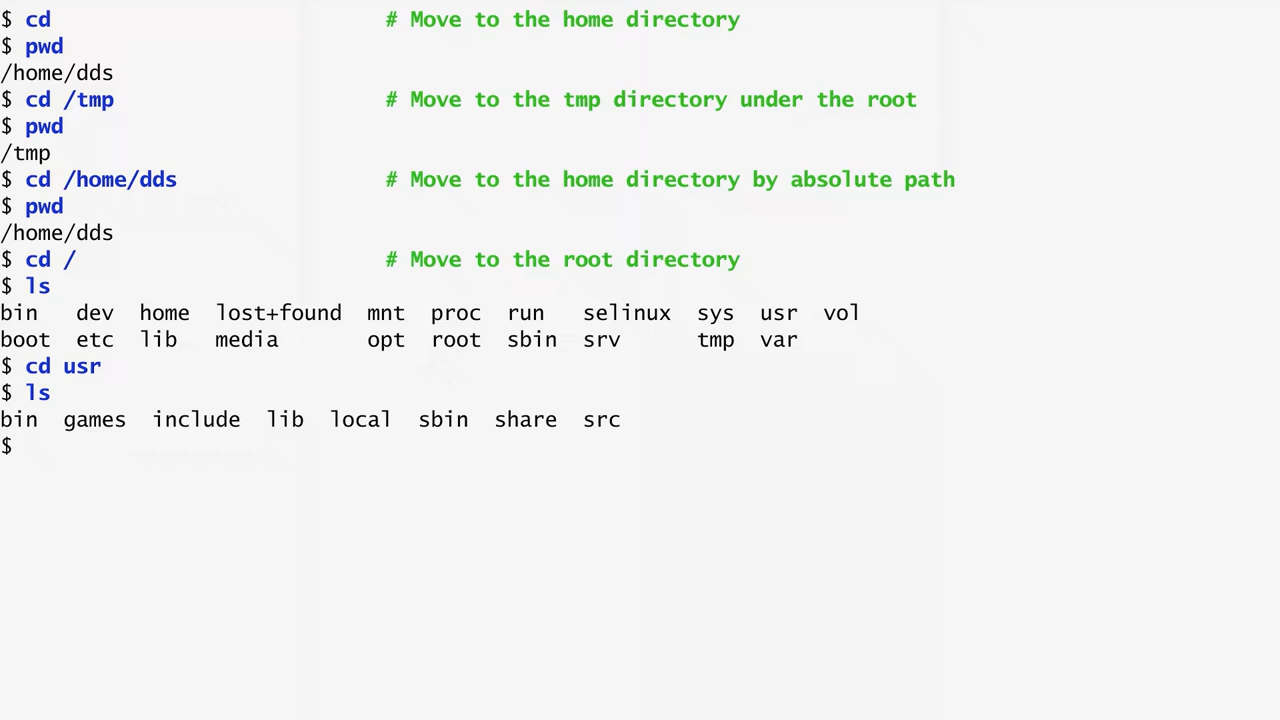 $ cd                          # Move to the home directory
$ pwd
/home/dds
$ cd /tmp                     # Move to the tmp directory under the root
$ pwd
/tmp
$ cd /home/dds                # Move to the home directory by absolute path
$ pwd
/home/dds
$ cd /                        # Move to the root directory
$ ls
bin   dev  home  lost+found  mnt  proc  run   selinux  sys  usr  vol
boot  etc  lib   media       opt  root  sbin  srv      tmp  var
$ cd usr
$ ls
bin  games  include  lib  local  sbin  share  src
$